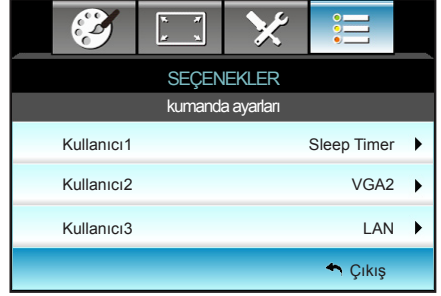 SEÇENEKLER
kumanda ayarları
Kullanıcı1 Sleep Timer
Kullanıcı2 VGA2
Kullanıcı3 LAN
Çıkış